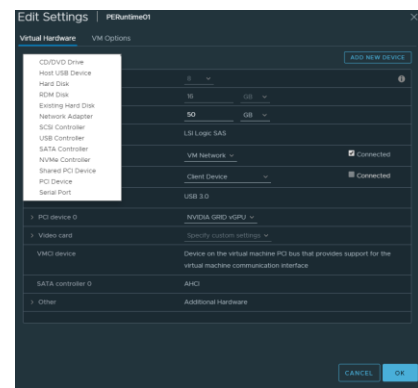 Edit Settings | PERuntime01 ×
Virtual Hardware VM Options
ADD NEW DEVICE
CD/DVD Drive
Host USB Device
Hard Disk
RDM Disk
Existing Hard Disk
Network Adapter
SCSI Controller
USB Controller
SATA Controller
NVMe Controller
Shared PCI Device
PCI Device
Serial Port
8
16 GB
50 GB
LSI Logic SAS
VM Network Connected
Client Device Connected
USB 3.0
> PCI device 0 NVIDIA GRID vGPU
> Video card Specify custom settings
VMCI device Device on the virtual machine PCI bus that provides support for the
virtual machine communication interface
SATA controller 0 AHCI
> Other Additional Hardware
CANCEL OK